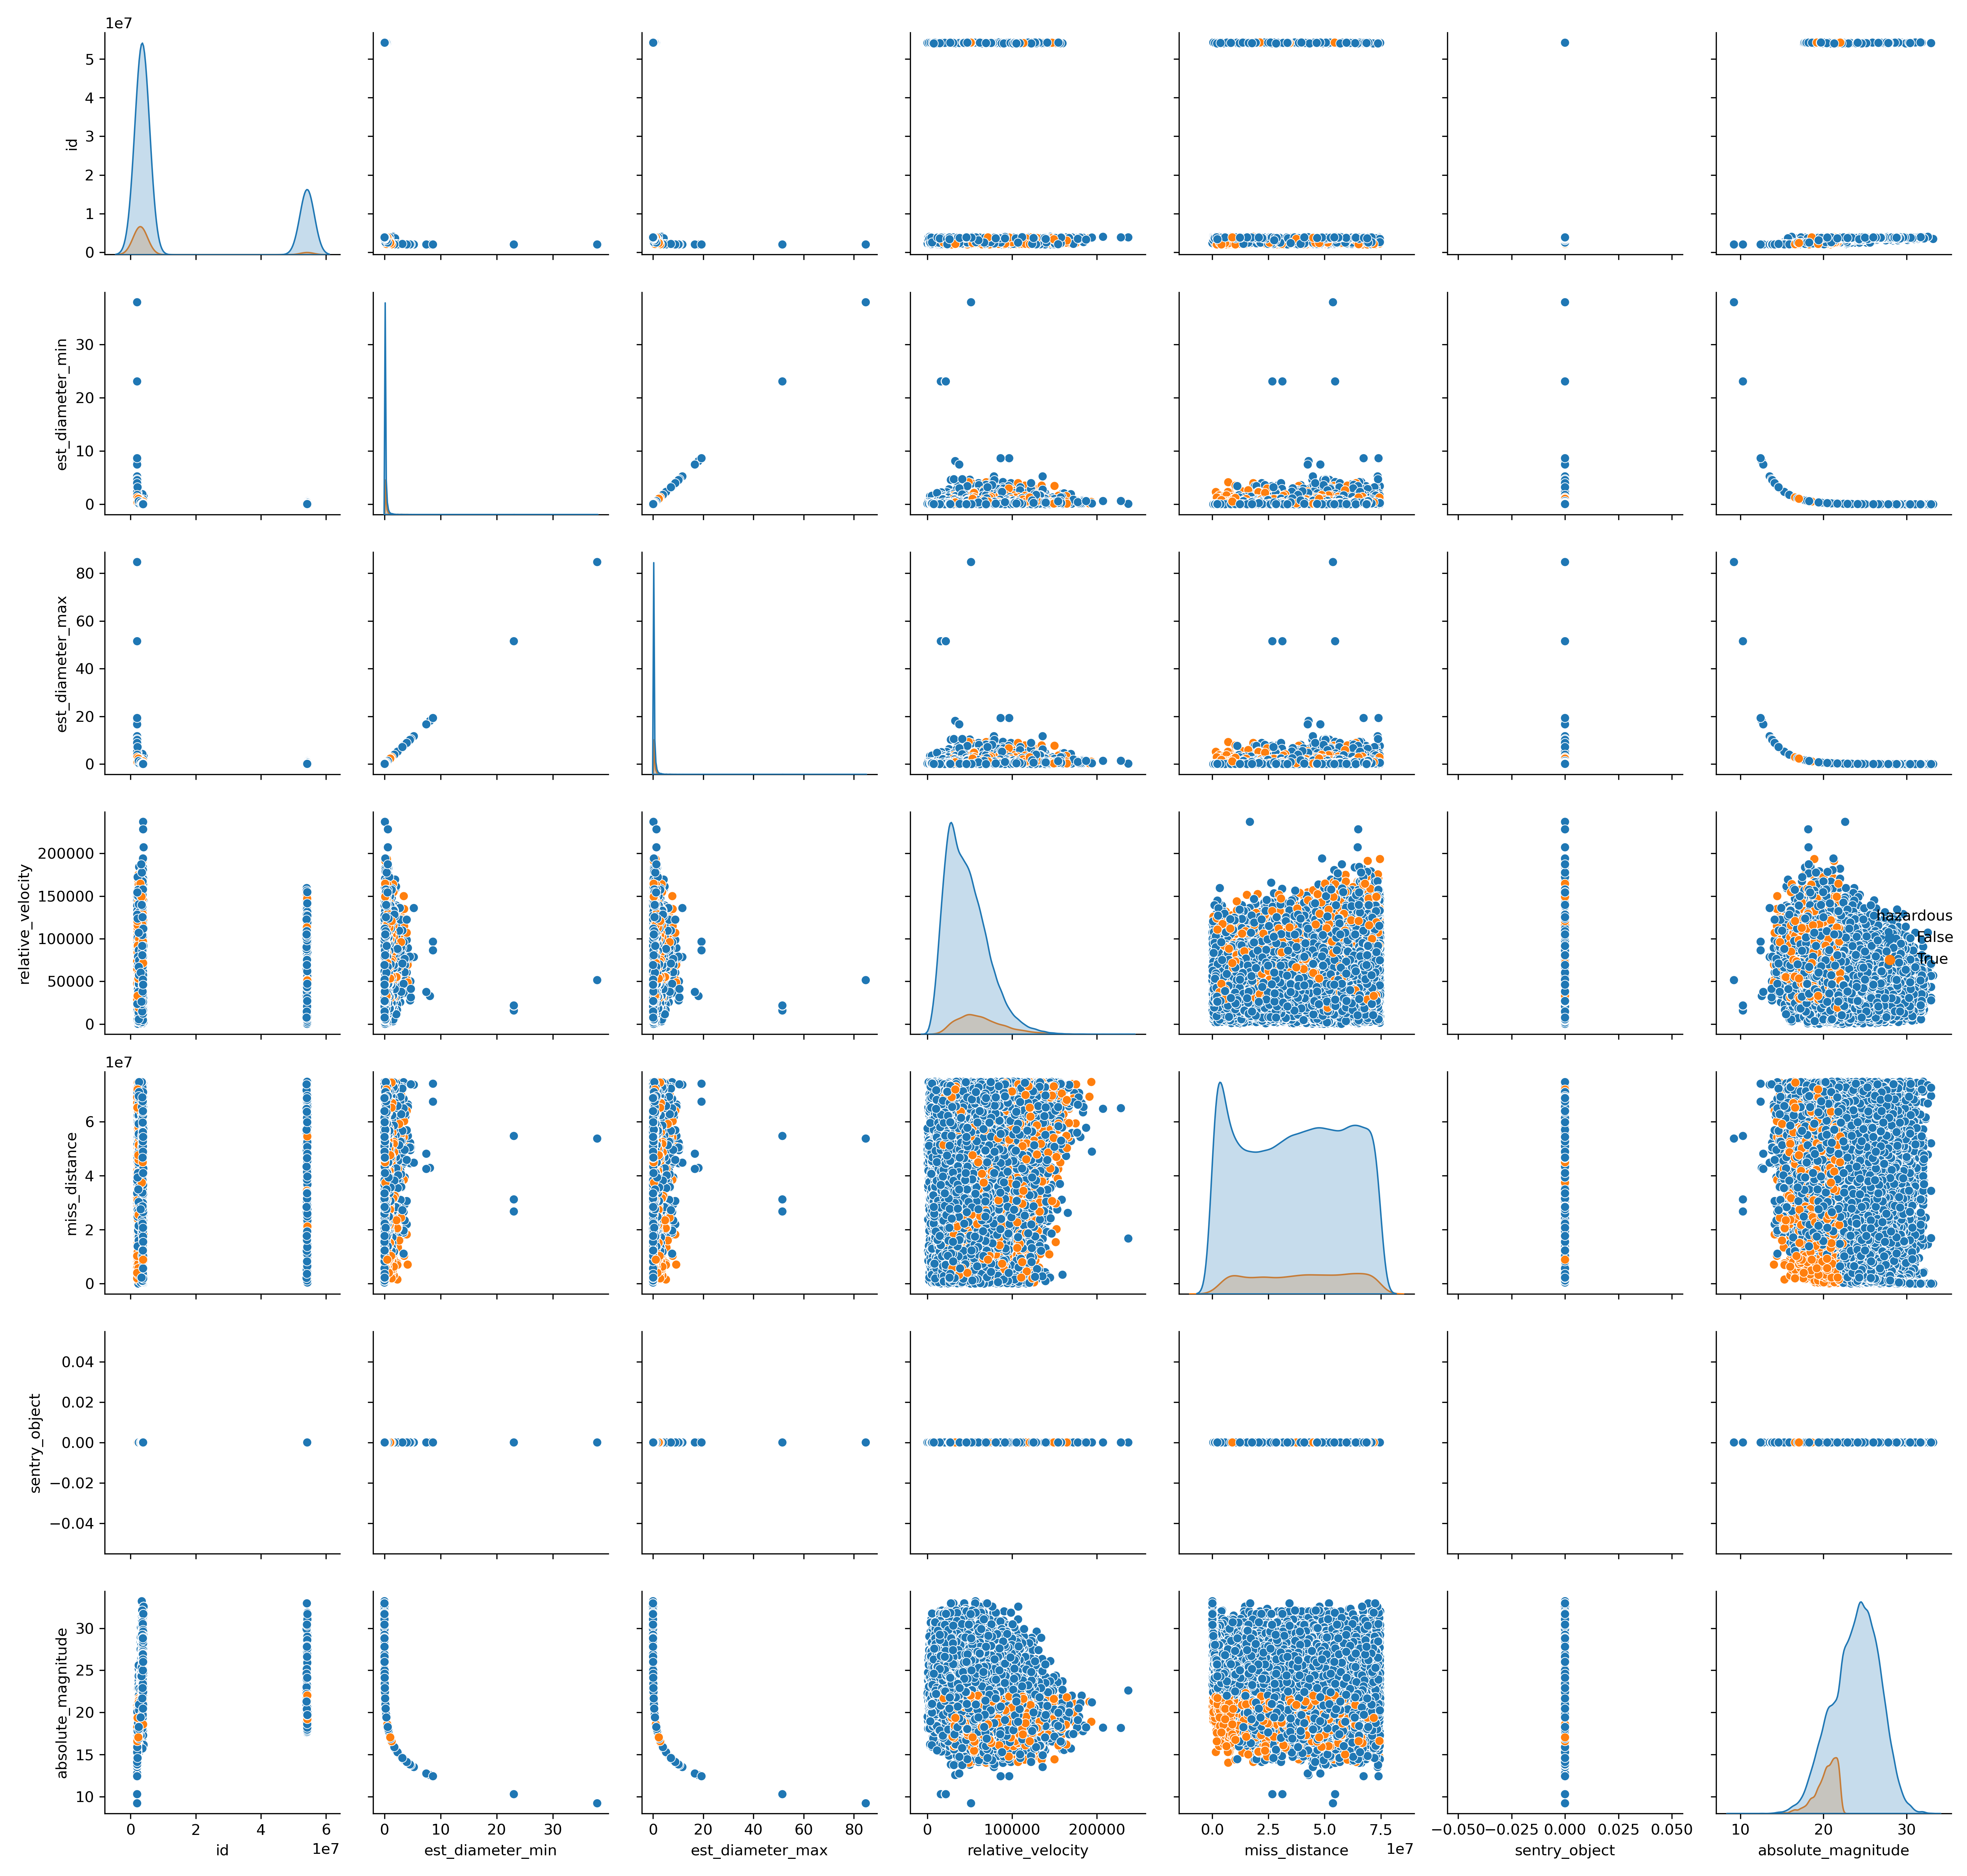 1e7
5
4
3
2
1
0
id
30
20
10
0
est_diameter_min
80
60
40
20
0
est_diameter_max
200000
150000
100000
50000
0
relative_velocity
hazardous
False
True
1e7
6
4
2
0
miss_distance
0.04
0.02
0.00
−0.02
−0.04
sentry_object
30
25
20
15
10
absolute_magnitude
0 2 4 6
1e7
id
0 10 20 30
est_diameter_min
0 20 40 60 80
est_diameter_max
0 100000 200000
relative_velocity
0.0 2.5 5.0 7.5
1e7
miss_distance
−0.050 −0.025 0.000 0.025 0.050
sentry_object
10 20 30
absolute_magnitude